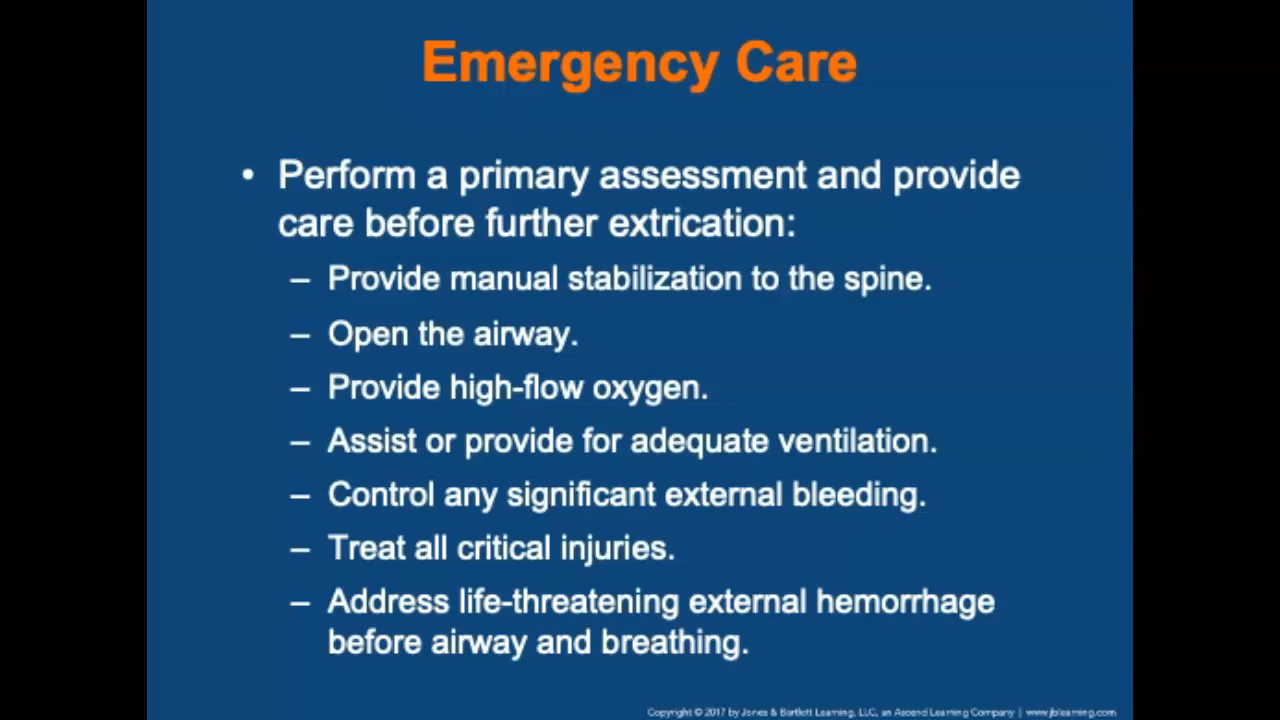 Emergency Care
• Perform a primary assessment and provide
care before further extrication:
– Provide manual stabilization to the spine.
– Open the airway.
– Provide high-flow oxygen.
– Assist or provide for adequate ventilation.
– Control any significant external bleeding.
– Treat all critical injuries.
– Address life-threatening external hemorrhage
before airway and breathing.
Copyright © 2017 by Jones & Bartlett Learning, LLC, an Ascend Learning Company | www.jblearning.com